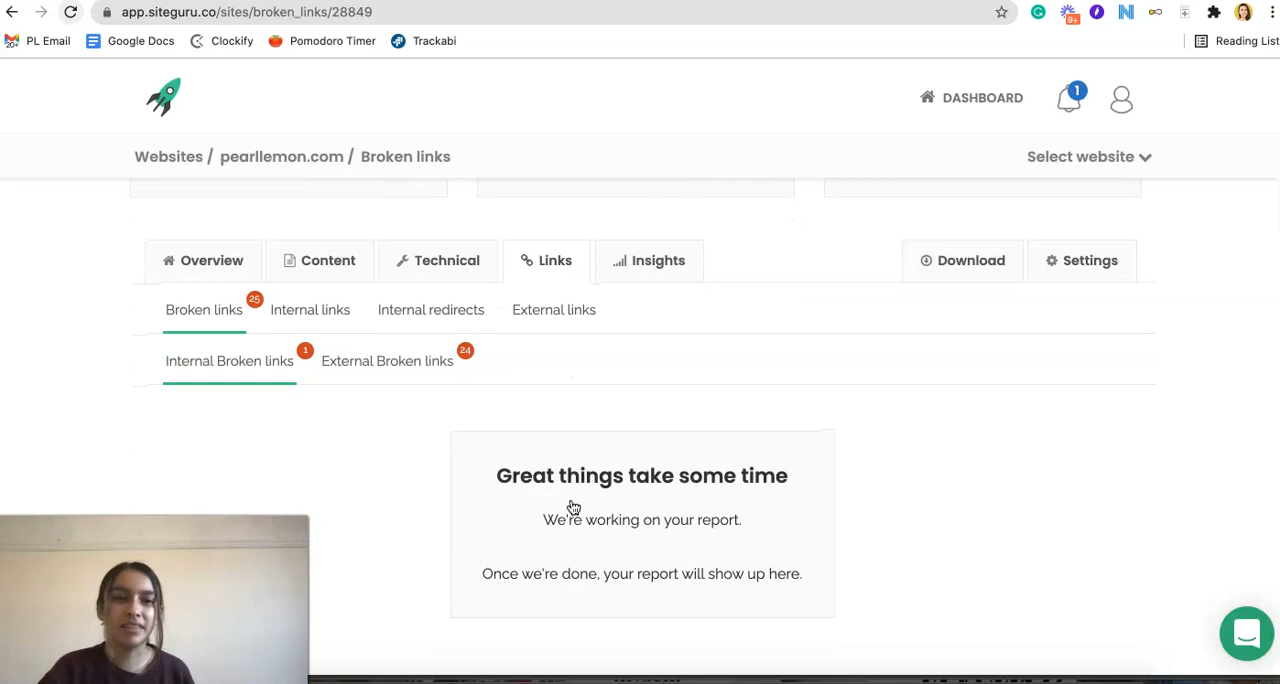 app.siteguru.co/sites/broken_links/28849
9+
20 PL Email Google Docs Clockify Pomodoro Timer Trackabi Reading List
DASHBOARD 1
Websites / pearllemon.com / Broken links Select website
Overview Content Technical Links Insights Download Settings
Broken links 25 Internal links Internal redirects External links
Internal Broken links 1 External Broken links 24
Great things take some time
We're working on your report.
Once we're done, your report will show up here.